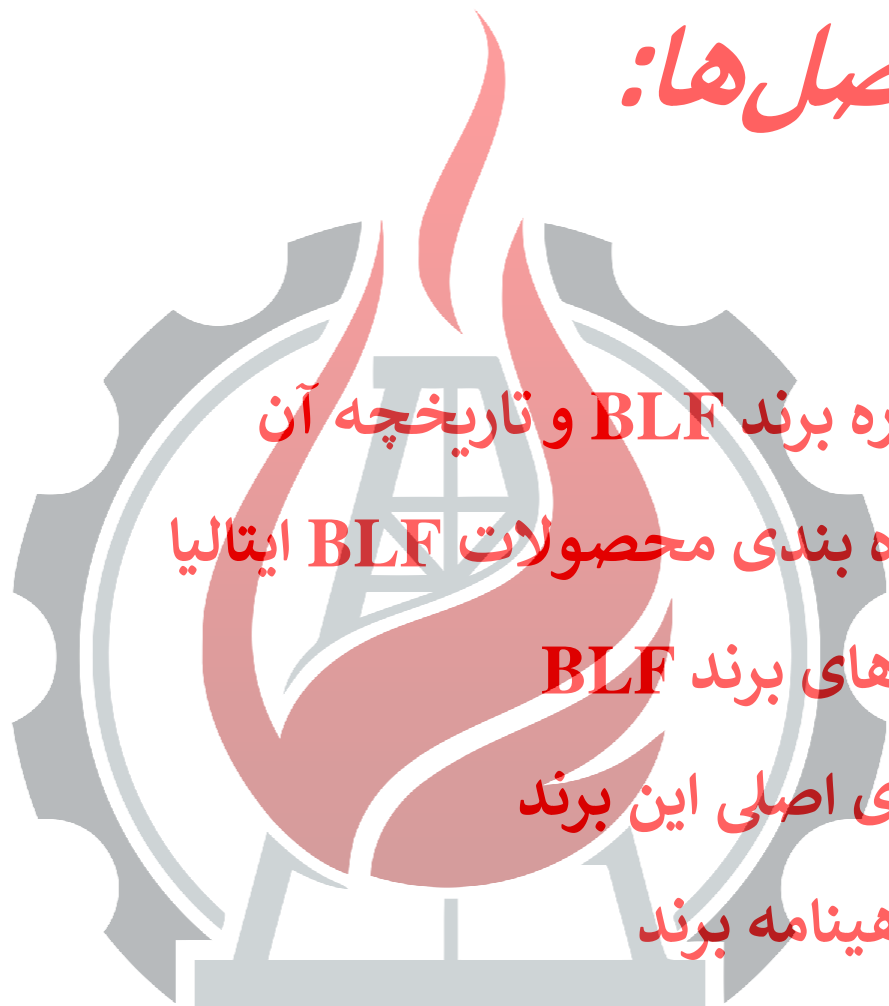 صل‌ها:
ره برند BLF و تاریخچه آن
ه بندی محصولات BLF ایتالیا
های برند BLF
ی اصلی این برند
هینامه برند